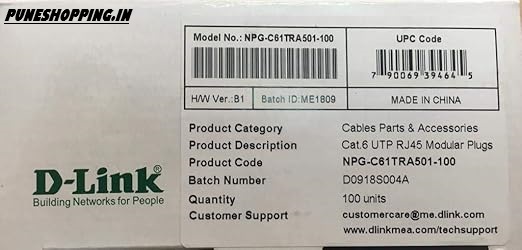 PUNESHOPPING.IN
Model No.: NPG-C61TRA501-100
UPC Code
7 90069 39464 5
H/W Ver.: B1
Batch ID:ME1809
MADE IN CHINA
Product Category Cables Parts & Accessories
Product Description Cat.6 UTP RJ45 Modular Plugs
Product Code NPG-C61TRA501-100
Batch Number D0918S004A
Quantity 100 units
Customer Support customercare@me.dlink.com
www.dlinkmea.com/techsupport
D-Link
Building Networks for People